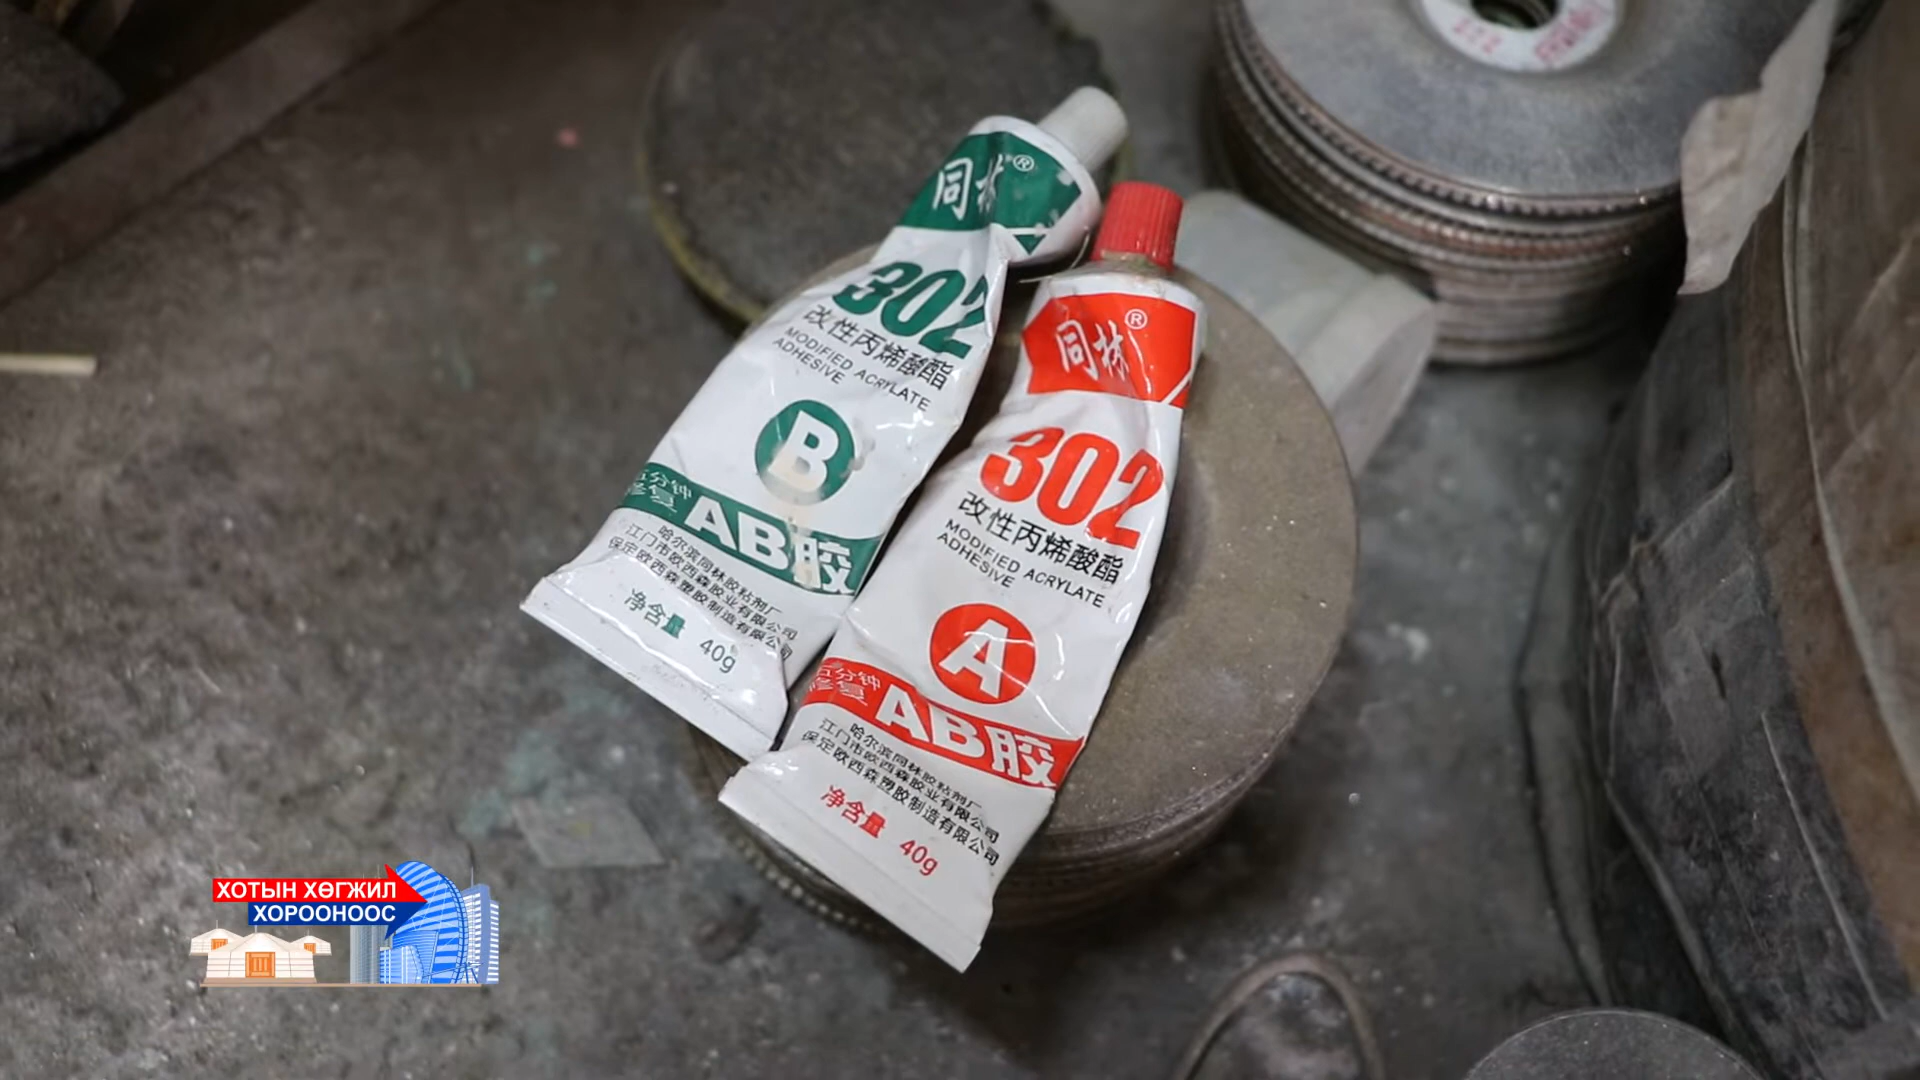 同林®
302
改性丙烯酸酯
MODIFIED ACRYLATE
ADHESIVE
B
五分钟
修复
AB胶
哈尔滨同林胶粘剂厂
江门市欧西森胶业有限公司
保定欧西森塑胶制造有限公司
净含量 40g
同林®
302
改性丙烯酸酯
MODIFIED ACRYLATE
ADHESIVE
A
五分钟
修复
AB胶
哈尔滨同林胶粘剂厂
江门市欧西森胶业有限公司
保定欧西森塑胶制造有限公司
净含量 40g
ХОТЫН ХӨГЖИЛ
ХОРООНООС